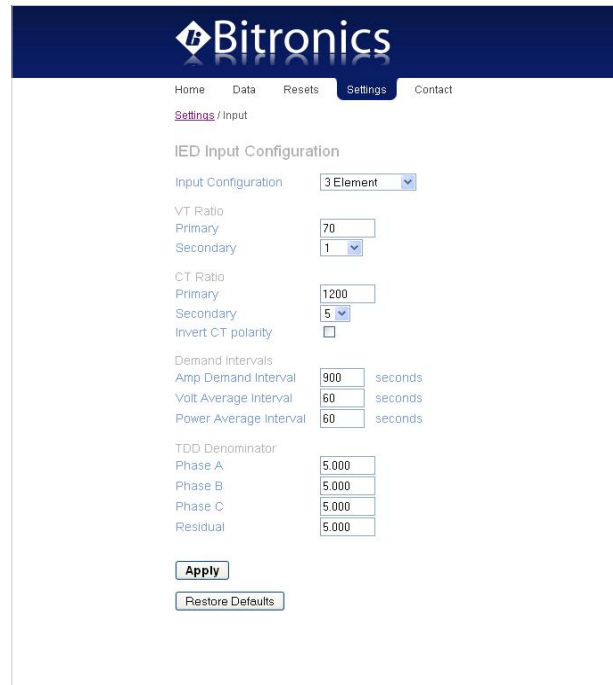 Bitronics
Home Data Resets Settings Contact
Settings / Input
IED Input Configuration
Input Configuration 3 Element
VT Ratio
Primary 70
Secondary 1
CT Ratio
Primary 1200
Secondary 5
Invert CT polarity
Demand Intervals
Amp Demand Interval 900 seconds
Volt Average Interval 60 seconds
Power Average Interval 60 seconds
TDD Denominator
Phase A 5.000
Phase B 5.000
Phase C 5.000
Residual 5.000
Apply
Restore Defaults